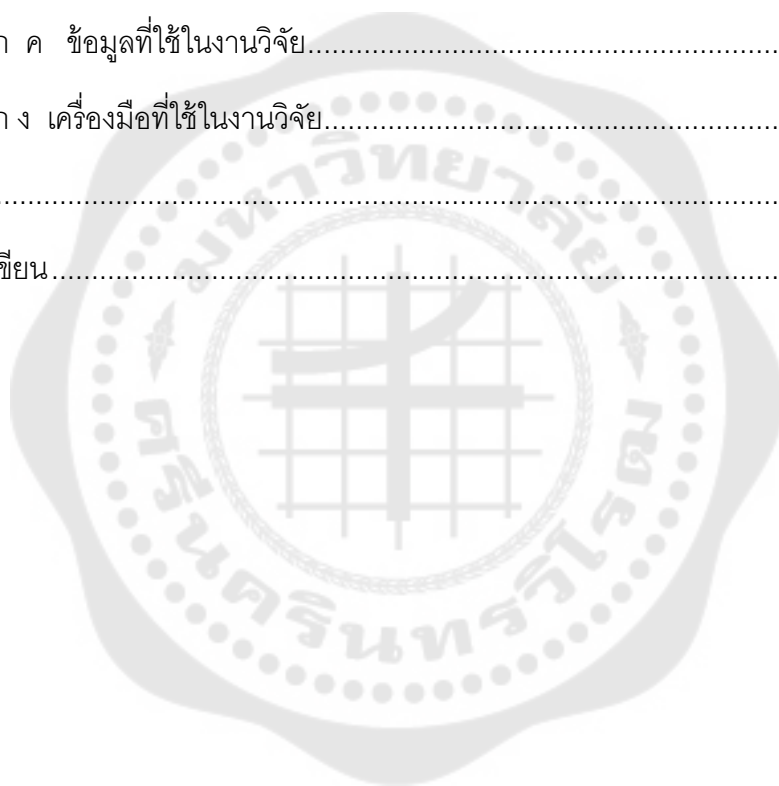 ก ค ข้อมูลที่ใช้ในงานวิจัย................................................................
ก ง เครื่องมือที่ใช้ในงานวิจัย................................................................
................................................................
ขียน................................................................
มหาวิทยาลัย
ศรีนครินทรวิโรฒ